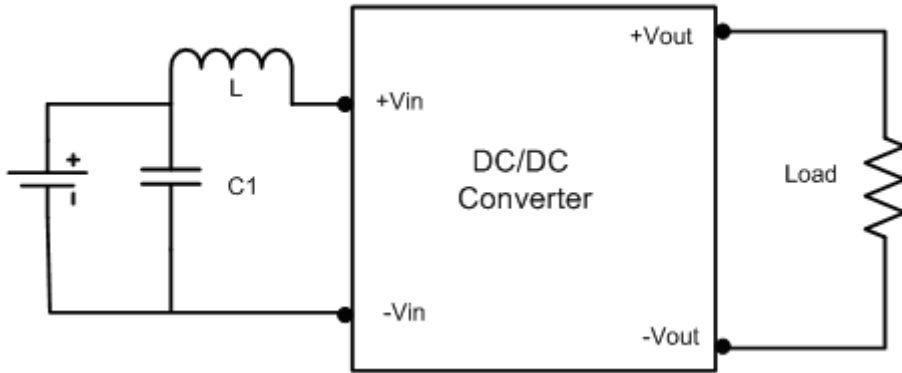 +Vout
L
+Vin
+
DC/DC
Converter
C1
Load
-
-Vin
-Vout